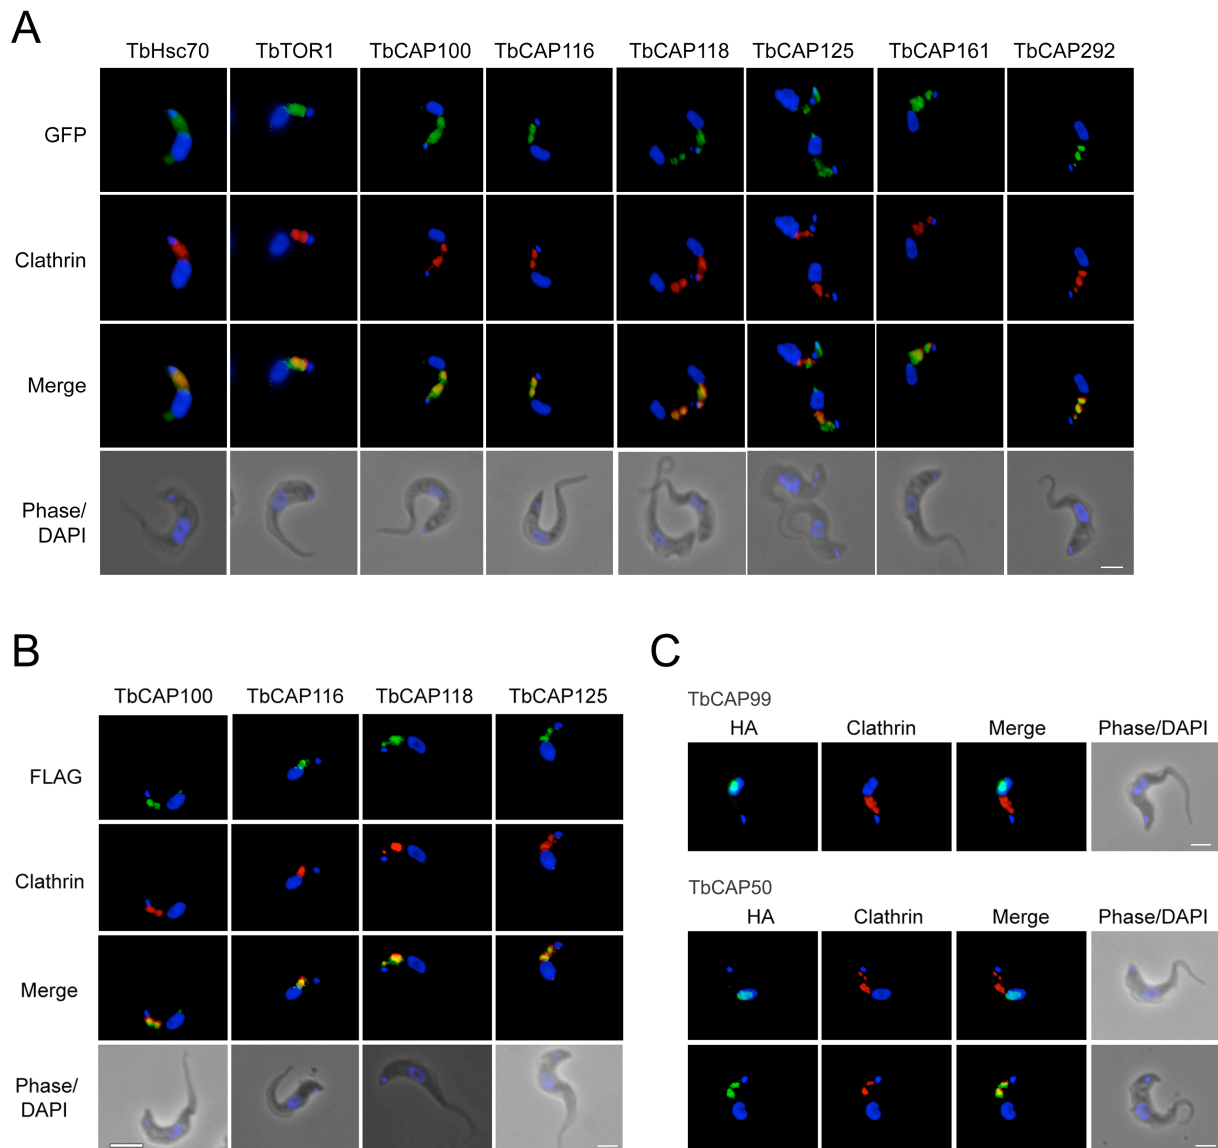 A
TbHsc70 TbTOR1 TbCAP100 TbCAP116 TbCAP118 TbCAP125 TbCAP161 TbCAP292
GFP
Clathrin
Merge
Phase/
DAPI
B
TbCAP100 TbCAP116 TbCAP118 TbCAP125
FLAG
Clathrin
Merge
Phase/
DAPI
C
TbCAP99
HA Clathrin Merge Phase/DAPI
TbCAP50
HA Clathrin Merge Phase/DAPI